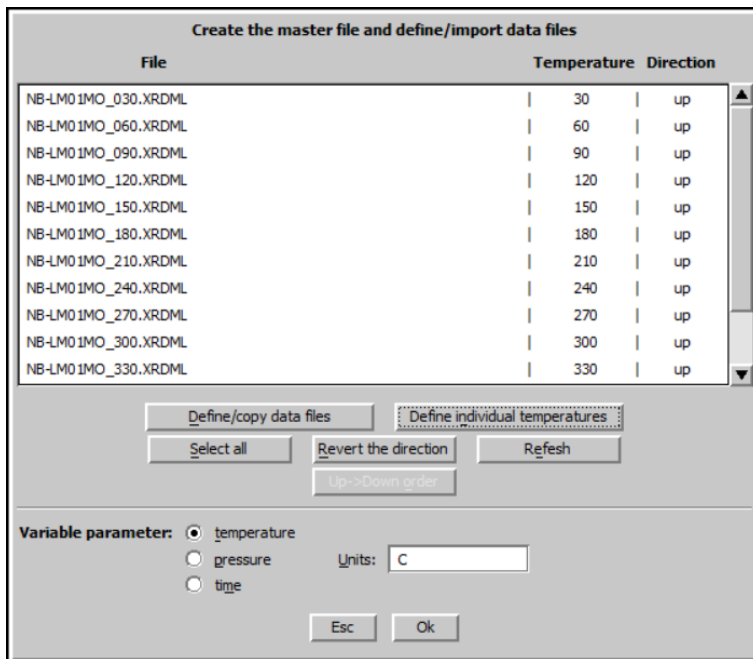 Create the master file and define/import data files
File Temperature Direction
NB-LM01MO_030.XRDML | 30 | up
NB-LM01MO_060.XRDML | 60 | up
NB-LM01MO_090.XRDML | 90 | up
NB-LM01MO_120.XRDML | 120 | up
NB-LM01MO_150.XRDML | 150 | up
NB-LM01MO_180.XRDML | 180 | up
NB-LM01MO_210.XRDML | 210 | up
NB-LM01MO_240.XRDML | 240 | up
NB-LM01MO_270.XRDML | 270 | up
NB-LM01MO_300.XRDML | 300 | up
NB-LM01MO_330.XRDML | 330 | up
Define/copy data files Define individual temperatures
Select all Revert the direction Refesh
Up->Down order
Variable parameter: temperature
pressure Units: C
time
Esc Ok